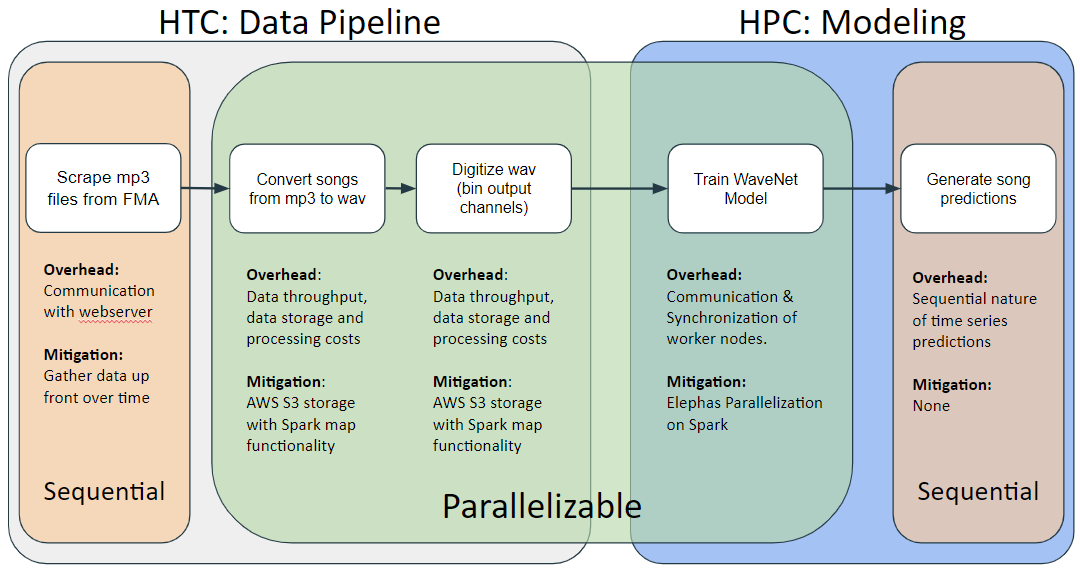 HTC: Data Pipeline
HPC: Modeling
Scrape mp3
files from FMA
Convert songs
from mp3 to wav
Digitize wav
(bin output
channels)
Train WaveNet
Model
Generate song
predictions
Overhead:
Communication
with webserver
Mitigation:
Gather data up
front over time
Overhead:
Data throughput,
data storage and
processing costs
Mitigation:
AWS S3 storage
with Spark map
functionality
Overhead:
Data throughput,
data storage and
processing costs
Mitigation:
AWS S3 storage
with Spark map
functionality
Overhead:
Communication &
Synchronization of
worker nodes.
Mitigation:
Elephas Parallelization
on Spark
Overhead:
Sequential nature
of time series
predictions
Mitigation:
None
Sequential
Parallelizable
Sequential